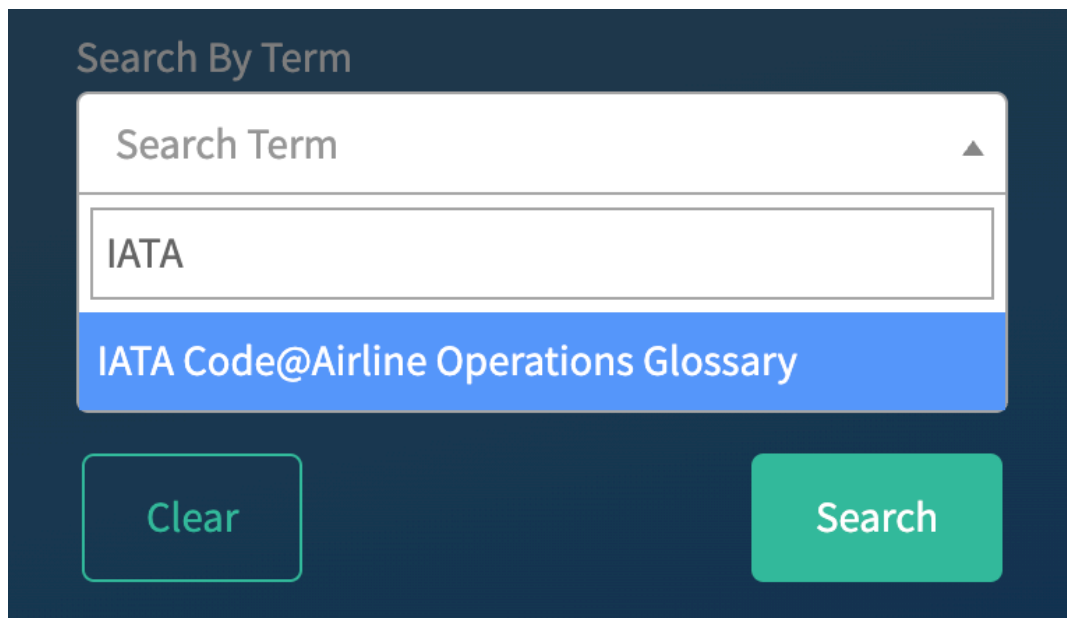 Search By Term
Search Term
IATA
IATA Code@Airline Operations Glossary
Clear
Search